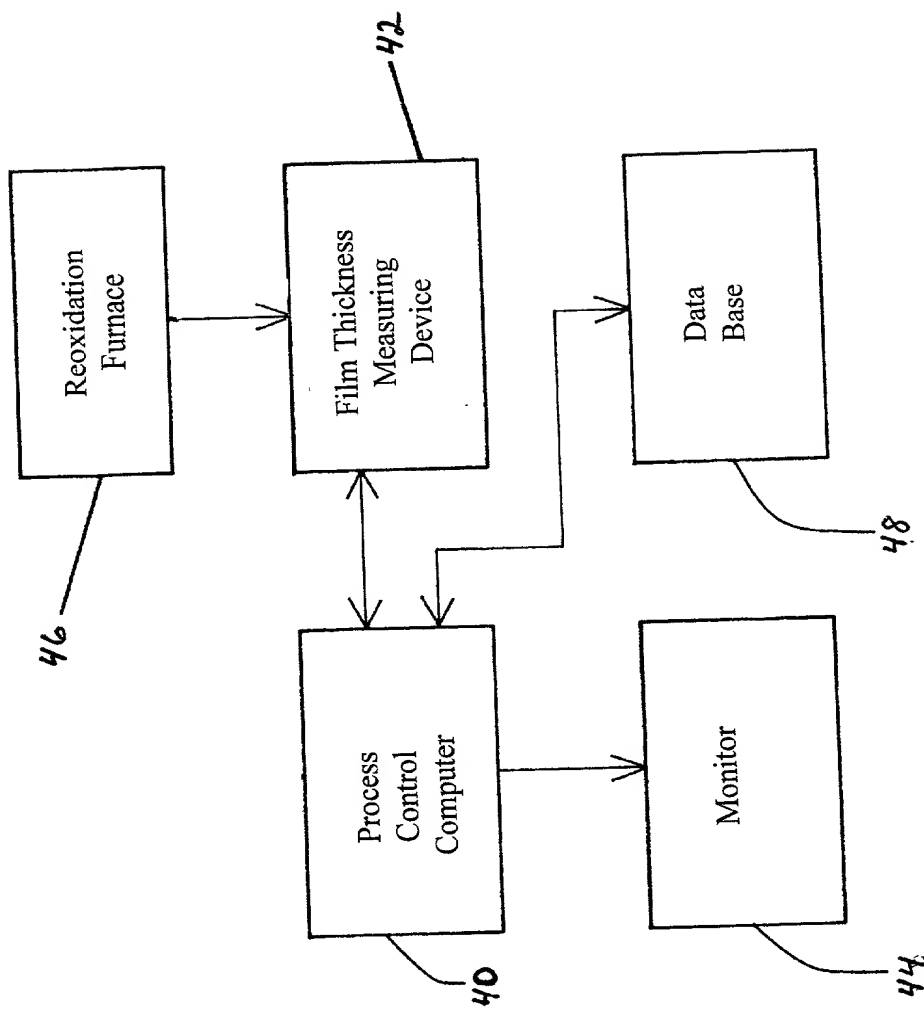 46
Reoxidation
Furnace
42
Film Thickness
Measuring
Device
40
Process
Control
Computer
48
Data
Base
44
Monitor